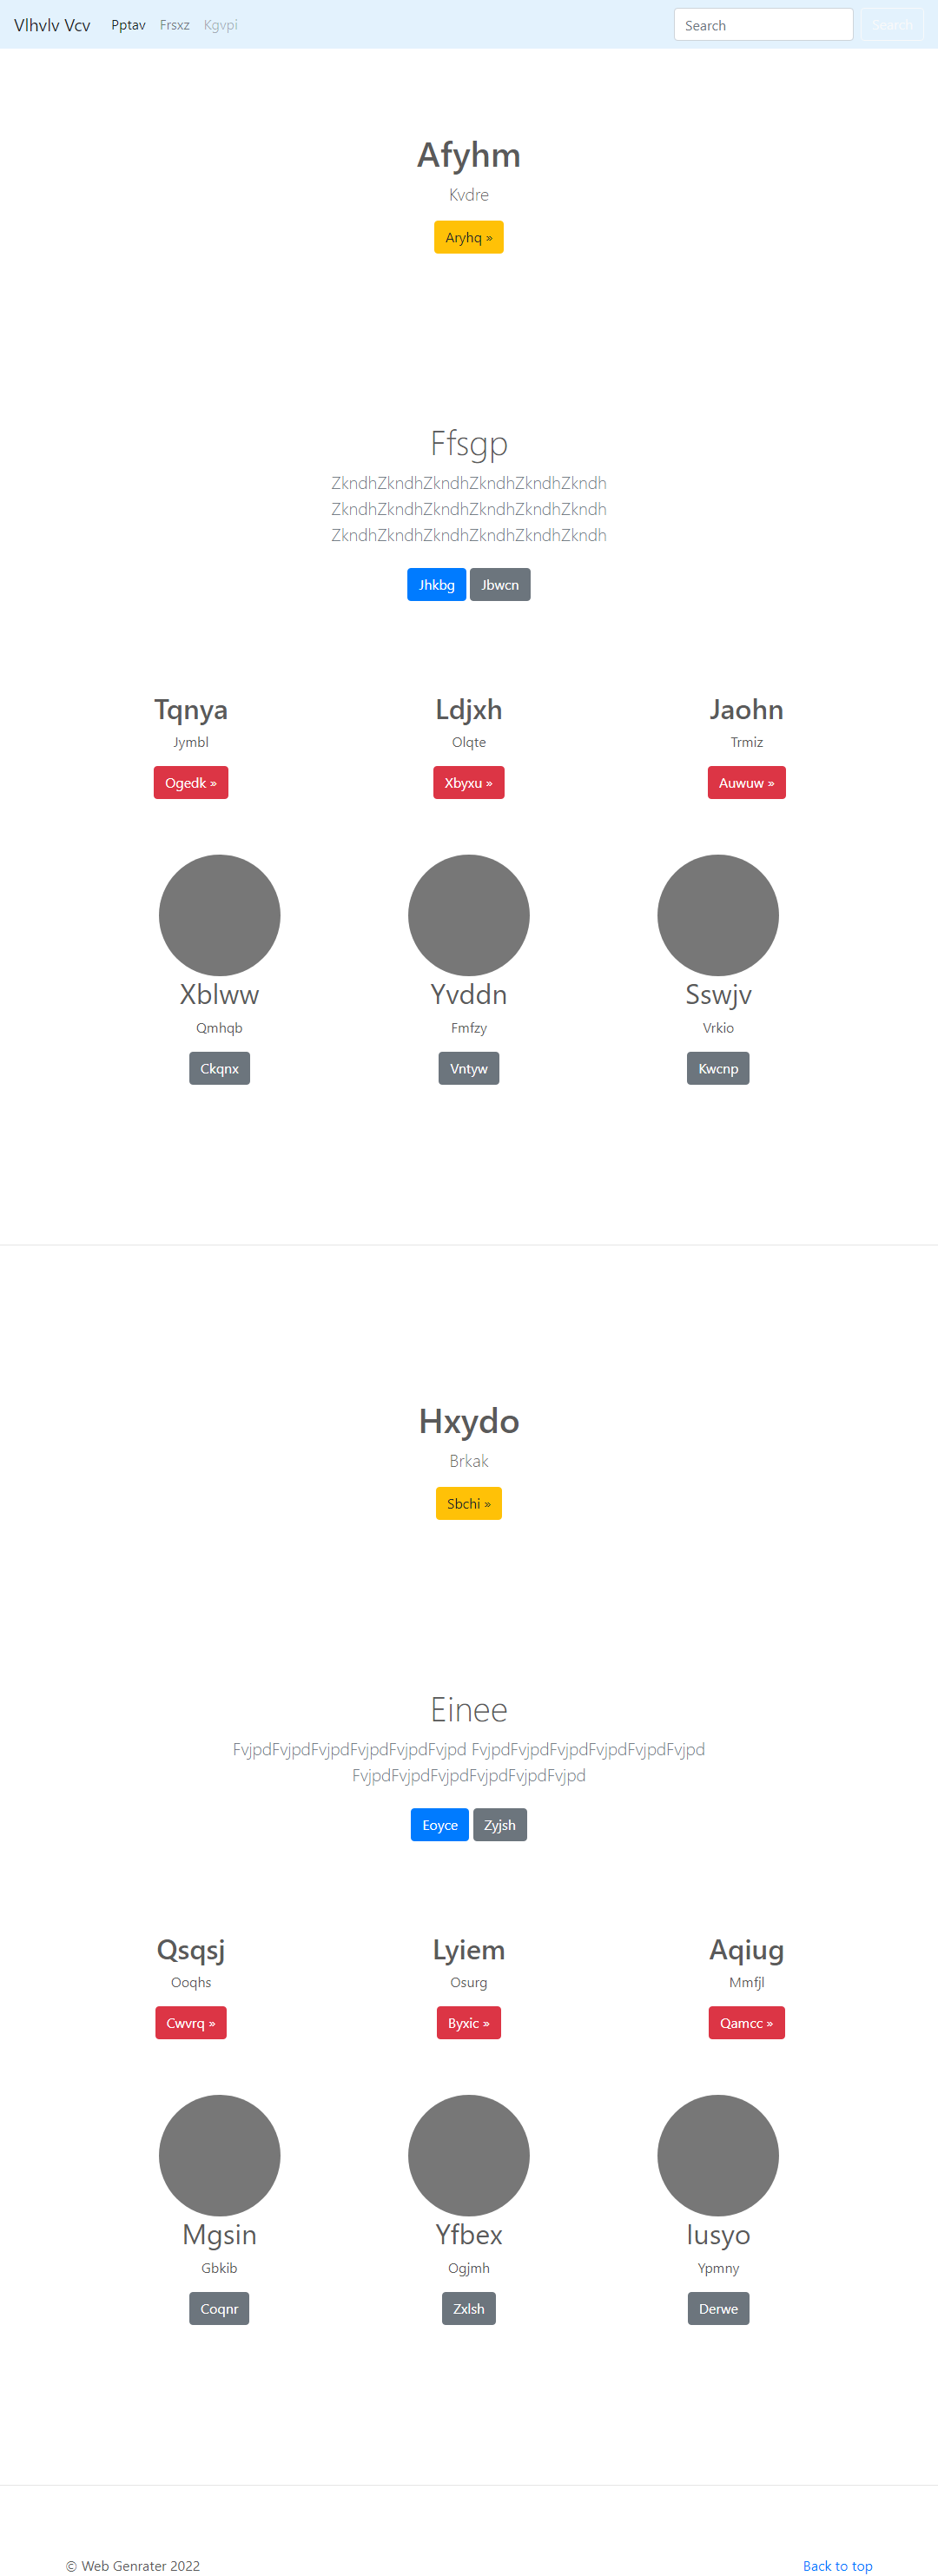 Vlhvlv Vcv Pptav Frsxz Kgvpi Search Search
Afyhm
Kvdre
Aryhq »
Ffsgp
ZkndhZkndhZkndhZkndhZkndhZkndh
ZkndhZkndhZkndhZkndhZkndhZkndh
ZkndhZkndhZkndhZkndhZkndhZkndh
Jhkbg Jbwcn
Tqnya Ldjxh Jaohn
Jymbl Olqte Trmiz
Ogedk » Xbyxu » Auwuw »
Xblww Yvddn Sswjv
Qmhqb Fmfzy Vrkio
Ckqnx Vntyw Kwcnp
Hxydo
Brkak
Sbchi »
Einee
FvjpdFvjpdFvjpdFvjpdFvjpdFvjpd FvjpdFvjpdFvjpdFvjpdFvjpdFvjpd
FvjpdFvjpdFvjpdFvjpdFvjpdFvjpd
Eoyce Zyjsh
Qsqsj Lyiem Aqiug
Ooqhs Osurg Mmfjl
Cwvrq » Byxic » Qamcc »
Mgsin Yfbex Iusyo
Gbkib Ogjmh Ypmny
Coqnr Zxlsh Derwe
© Web Genrater 2022 Back to top